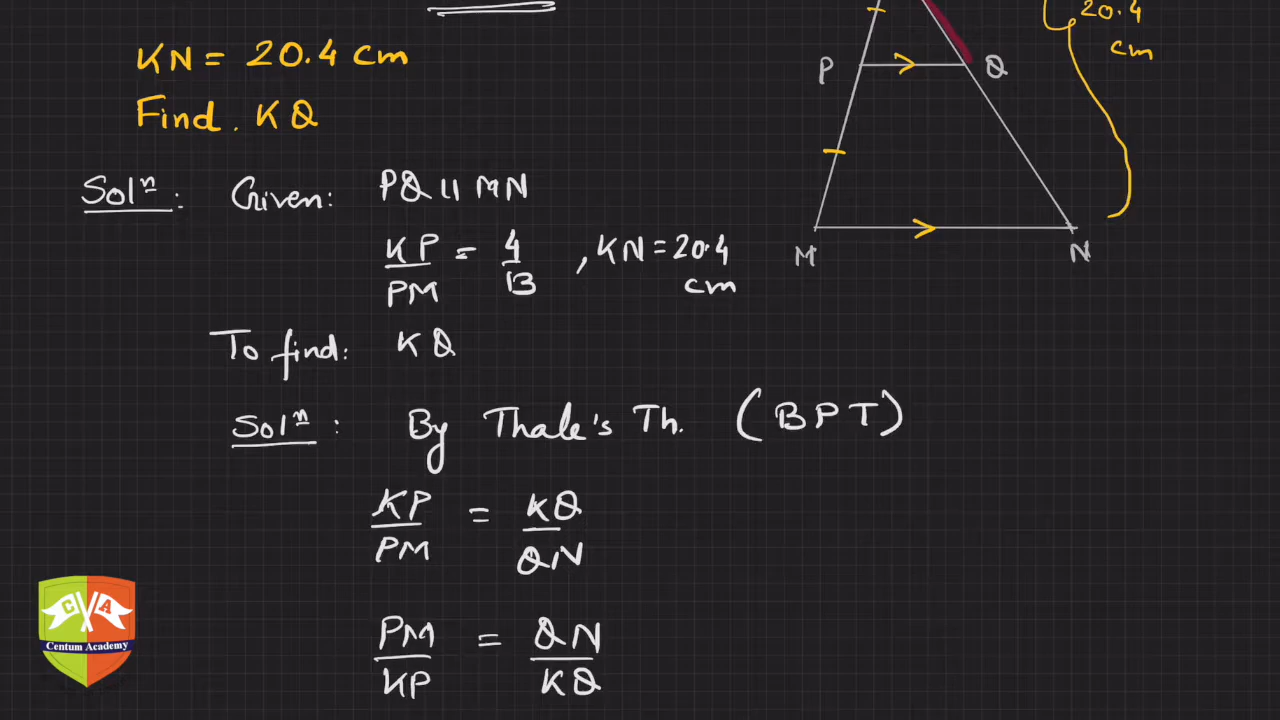 KN = 20.4 cm
Find. KQ
20.4
cm
P
Q
M
N
Solⁿ: Given: PQ || MN
KP/PM = 4/13, KN = 20.4 cm
To find: KQ
Solⁿ: By Thale's Th. (BPT)
KP/PM = KQ/QN
PM/KP = QN/KQ
C A
Centum Academy